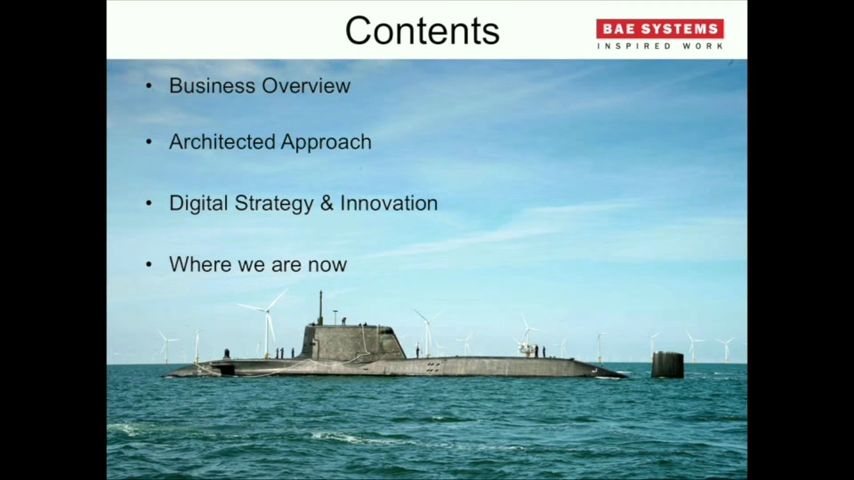 Contents
BAE SYSTEMS
INSPIRED WORK
• Business Overview
• Architected Approach
• Digital Strategy & Innovation
• Where we are now